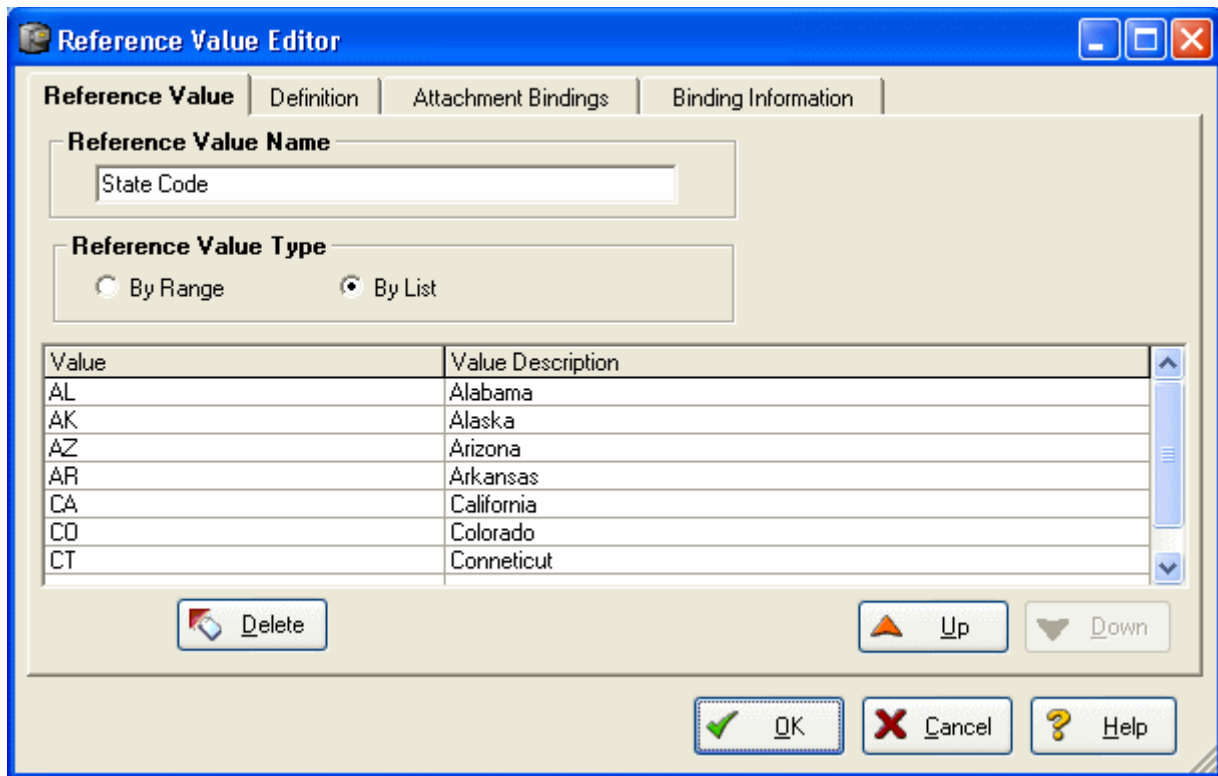 Reference Value Editor
Reference Value Definition Attachment Bindings Binding Information
Reference Value Name
State Code
Reference Value Type
By Range By List
Value Value Description
AL Alabama
AK Alaska
AZ Arizona
AR Arkansas
CA California
CO Colorado
CT Conneticut
Delete Up Down
OK Cancel Help